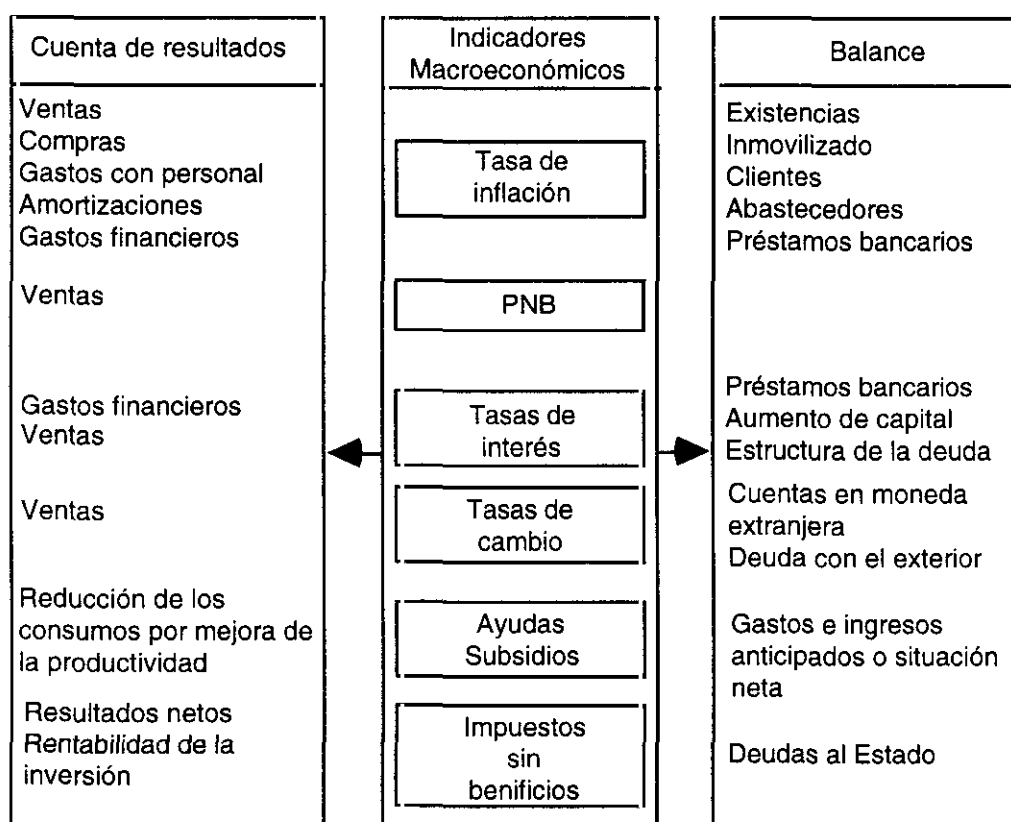 Cuenta de resultados
Ventas
Compras
Gastos con personal
Amortizaciones
Gastos financieros
Ventas
Gastos financieros
Ventas
Ventas
Reducción de los
consumos por mejora de
la productividad
Resultados netos
Rentabilidad de la
inversión
Indicadores
Macroeconómicos
Tasa de
inflación
PNB
Tasas de
interés
Tasas de
cambio
Ayudas
Subsidios
Impuestos
sin
benificios
Balance
Existencias
Inmovilizado
Clientes
Abastecedores
Préstamos bancarios
Préstamos bancarios
Aumento de capital
Estructura de la deuda
Cuentas en moneda
extranjera
Deuda con el exterior
Gastos e ingresos
anticipados o situación
neta
Deudas al Estado